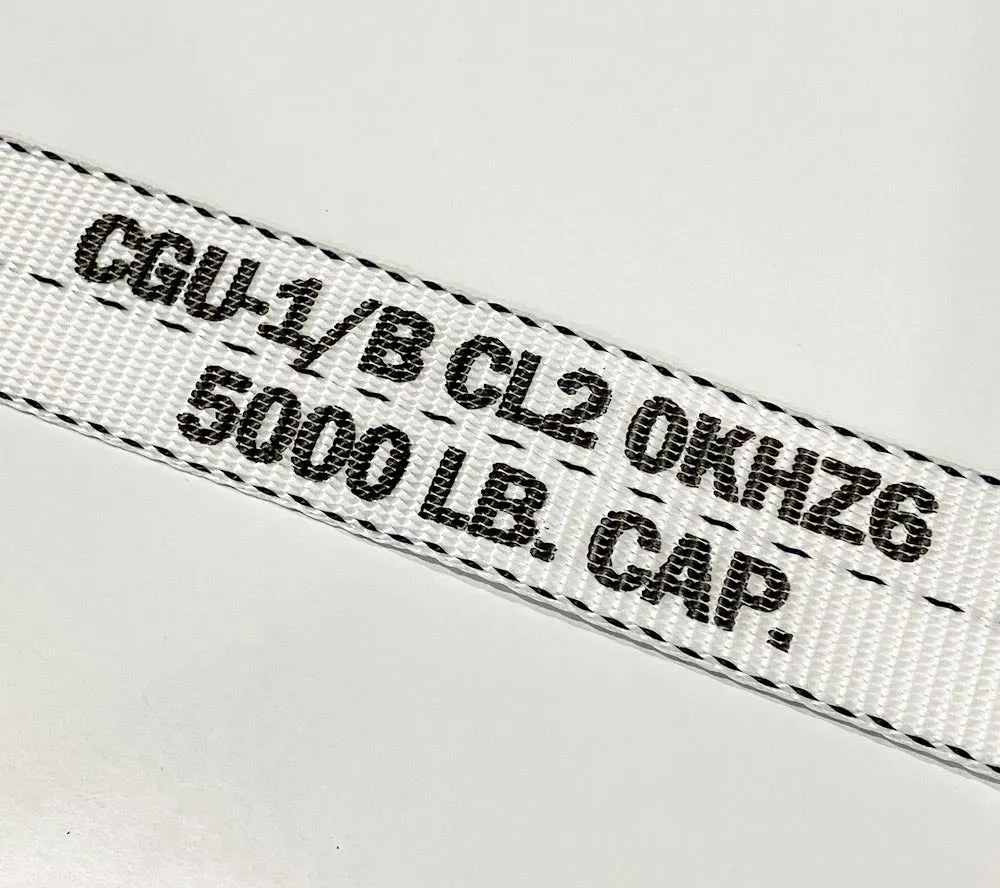 CGU-1/B CL2 0KHZ6
5000 LB. CAP.